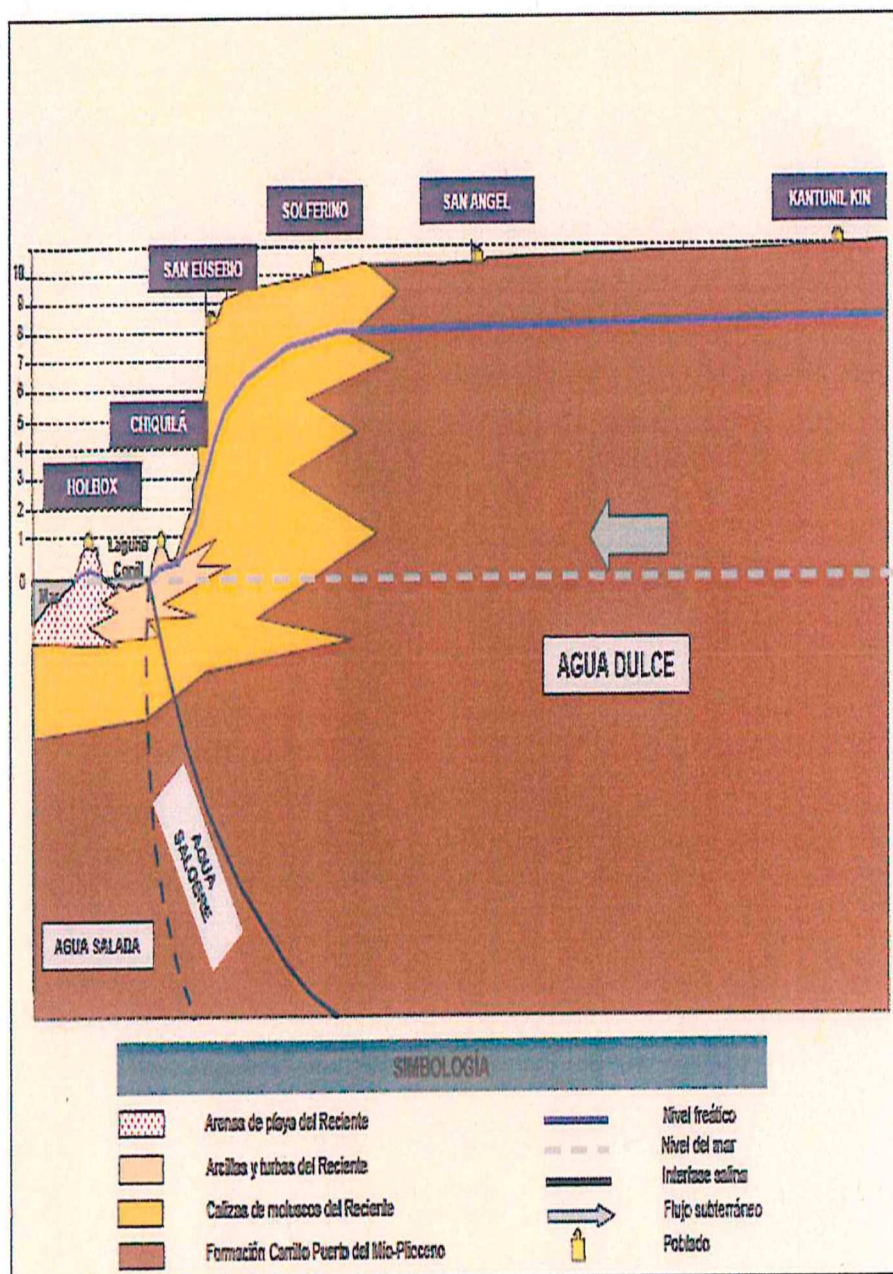 SOLFERINO
SAN ANGEL
KANTUNIL KIN
SAN EUSEBIO
10
9
8
7
6
5
4
3
2
1
0
CHIQUILÁ
HOLBOX
Laguna
Conil
Mar
AGUA DULCE
AGUA
SALOBRE
AGUA SALADA
SIMBOLOGÍA
Arenas de playa del Reciente
Arcillas y turbas del Reciente
Calizas de moluscos del Reciente
Formación Carrillo Puerto del Mio-Plioceno
Nivel freático
Nivel del mar
Interfase salina
Flujo subterráneo
Poblado